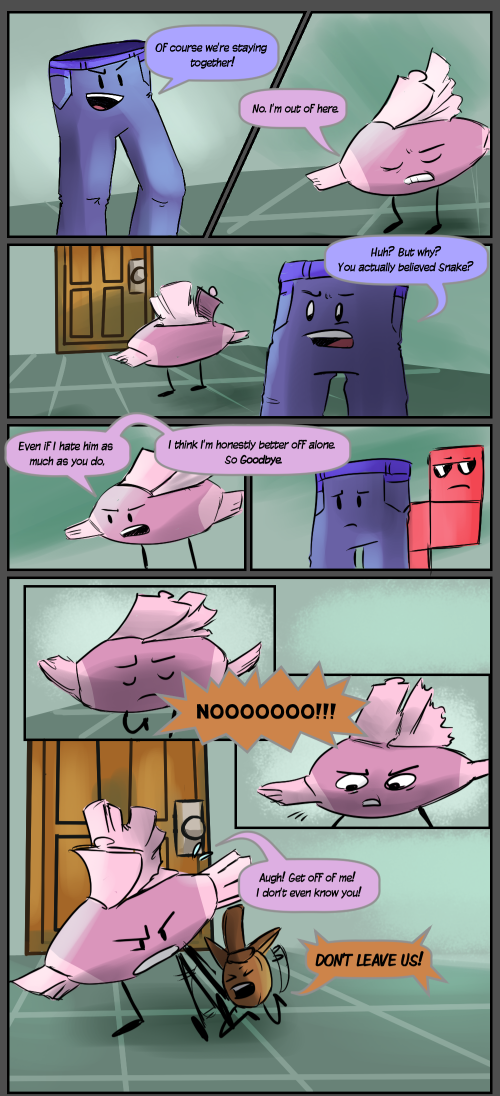 Of course we're staying
together!
No. I'm out of here.
Huh? But why?
You actually believed Snake?
Even if I hate him as
much as you do,
I think I'm honestly better off alone.
So Goodbye.
NOOOOOOO!!!
Augh! Get off of me!
I don't even know you!
DON'T LEAVE US!